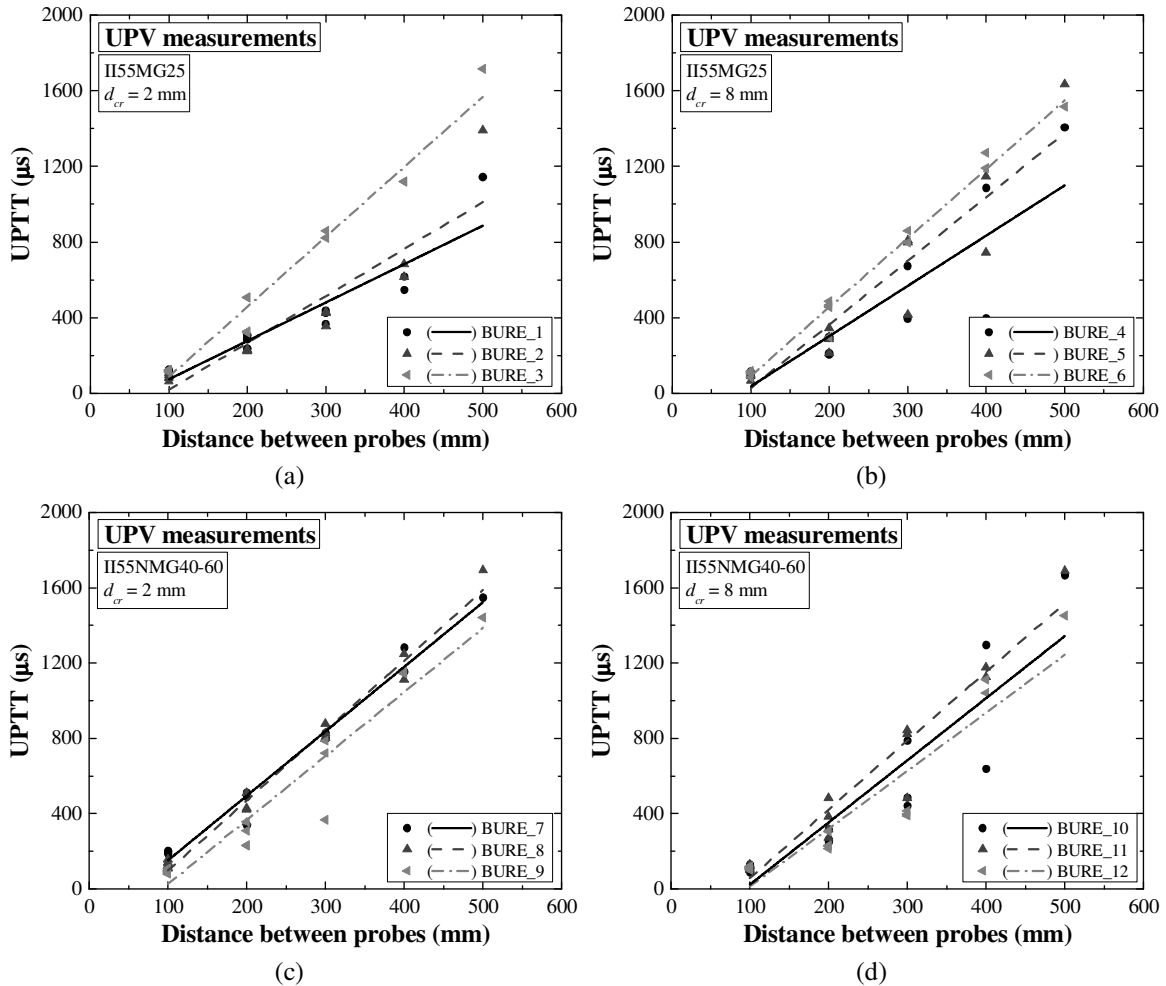 UPV measurements
II55MG25
d_cr = 2 mm
UPTT (µs)
2000
1600
1200
800
400
0
(—) BURE_1
(– –) BURE_2
(–·–) BURE_3
0 100 200 300 400 500 600
Distance between probes (mm)
(a)
UPV measurements
II55MG25
d_cr = 8 mm
UPTT (µs)
2000
1600
1200
800
400
0
(—) BURE_4
(– –) BURE_5
(–·–) BURE_6
0 100 200 300 400 500 600
Distance between probes (mm)
(b)
UPV measurements
II55NMG40-60
d_cr = 2 mm
UPTT (µs)
2000
1600
1200
800
400
0
(—) BURE_7
(– –) BURE_8
(–·–) BURE_9
0 100 200 300 400 500 600
Distance between probes (mm)
(c)
UPV measurements
II55NMG40-60
d_cr = 8 mm
UPTT (µs)
2000
1600
1200
800
400
0
(—) BURE_10
(– –) BURE_11
(–·–) BURE_12
0 100 200 300 400 500 600
Distance between probes (mm)
(d)